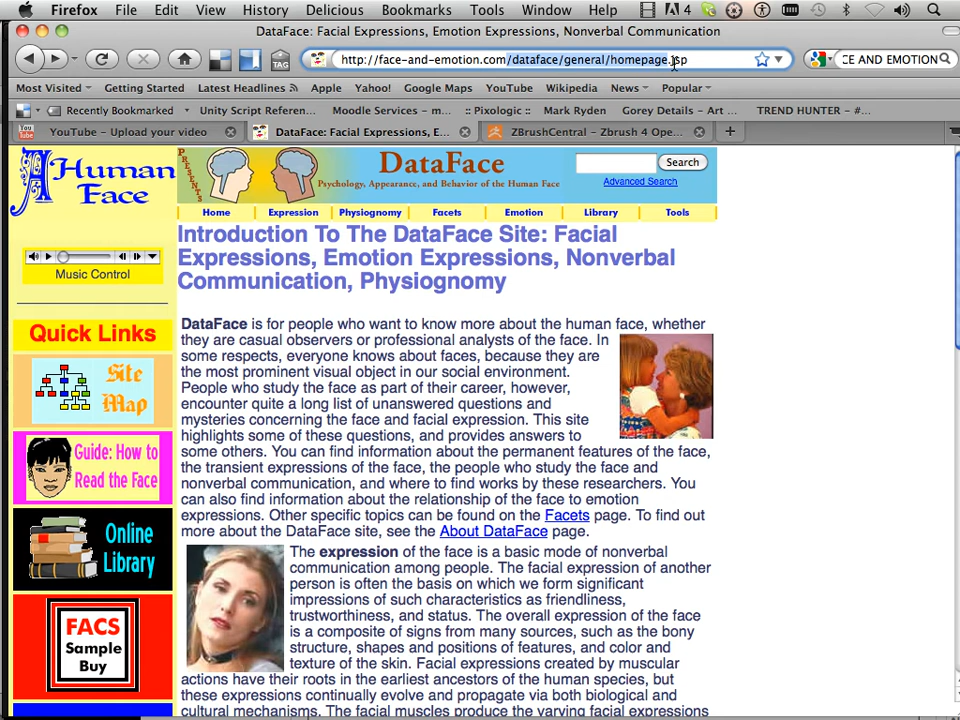 Firefox File Edit View History Delicious Bookmarks Tools Window Help 4
DataFace: Facial Expressions, Emotion Expressions, Nonverbal Communication
http://face-and-emotion.com/dataface/general/homepage.jsp
CE AND EMOTION
TAG
Most Visited Getting Started Latest Headlines Apple Yahoo! Google Maps YouTube Wikipedia News Popular
Recently Bookmarked Unity Script Referen... Moodle Services - m... :: Pixologic :: Mark Ryden Gorey Details - Art ... TREND HUNTER - #...
YouTube - Upload your video DataFace: Facial Expressions, E... ZBrushCentral - Zbrush 4 Ope...
A Human
Face
PRESENTS
DataFace
Psychology, Appearance, and Behavior of the Human Face
Search
Advanced Search
Home Expression Physiognomy Facets Emotion Library Tools
Music Control
Quick Links
Site
Map
Guide: How to
Read the Face
Online
Library
FACS
Sample
Buy
Introduction To The DataFace Site: Facial
Expressions, Emotion Expressions, Nonverbal
Communication, Physiognomy
DataFace is for people who want to know more about the human face, whether
they are casual observers or professional analysts of the face. In
some respects, everyone knows about faces, because they are
the most prominent visual object in our social environment.
People who study the face as part of their career, however,
encounter quite a long list of unanswered questions and
mysteries concerning the face and facial expression. This site
highlights some of these questions, and provides answers to
some others. You can find information about the permanent features of the face,
the transient expressions of the face, the people who study the face and
nonverbal communication, and where to find works by these researchers. You
can also find information about the relationship of the face to emotion
expressions. Other specific topics can be found on the Facets page. To find out
more about the DataFace site, see the About DataFace page.
The expression of the face is a basic mode of nonverbal
communication among people. The facial expression of another
person is often the basis on which we form significant
impressions of such characteristics as friendliness,
trustworthiness, and status. The overall expression of the face
is a composite of signs from many sources, such as the bony
structure, shapes and positions of features, and color and
texture of the skin. Facial expressions created by muscular
actions have their roots in the earliest ancestors of the human species, but
these expressions continually evolve and propagate via both biological and
cultural mechanisms. The facial muscles produce the varying facial expressions